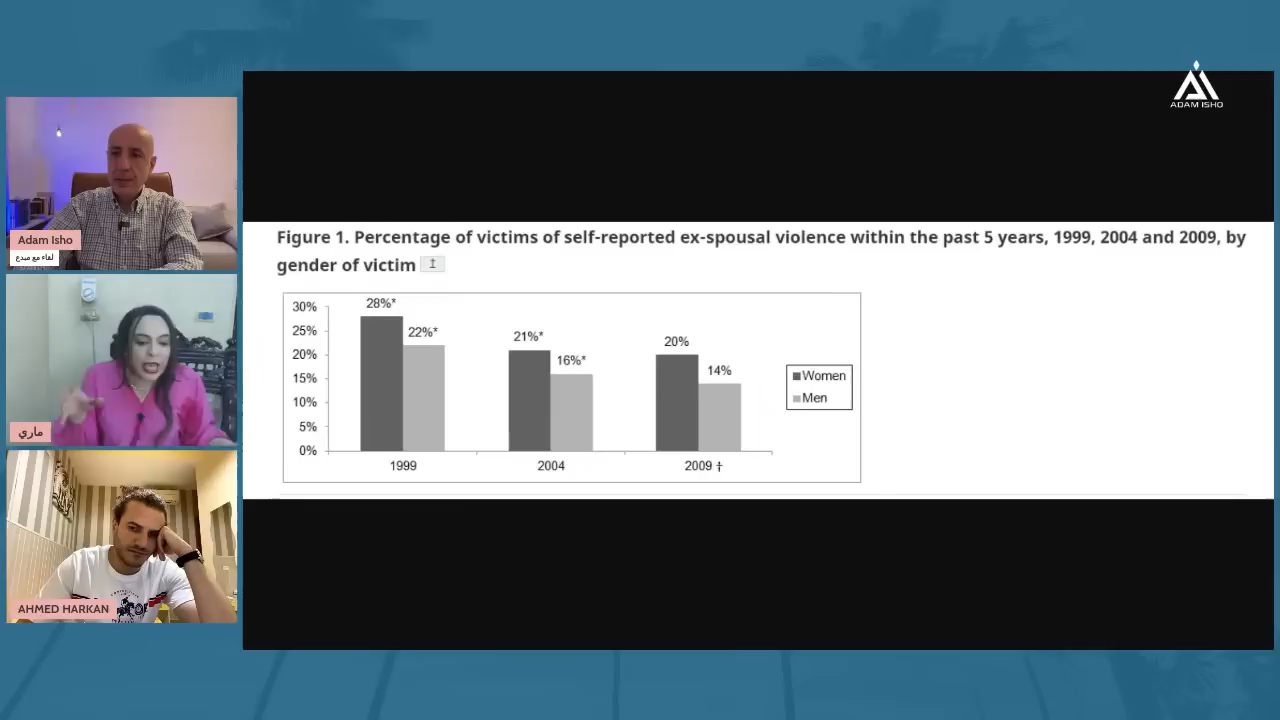 ADAM ISHO
Adam Isho
لقاء مع مبدع
ماري
AHMED HARKAN
Figure 1. Percentage of victims of self-reported ex-spousal violence within the past 5 years, 1999, 2004 and 2009, by
gender of victim
30%
25%
20%
15%
10%
5%
0%
28%*
22%*
21%*
16%*
20%
14%
1999
2004
2009 †
Women
Men